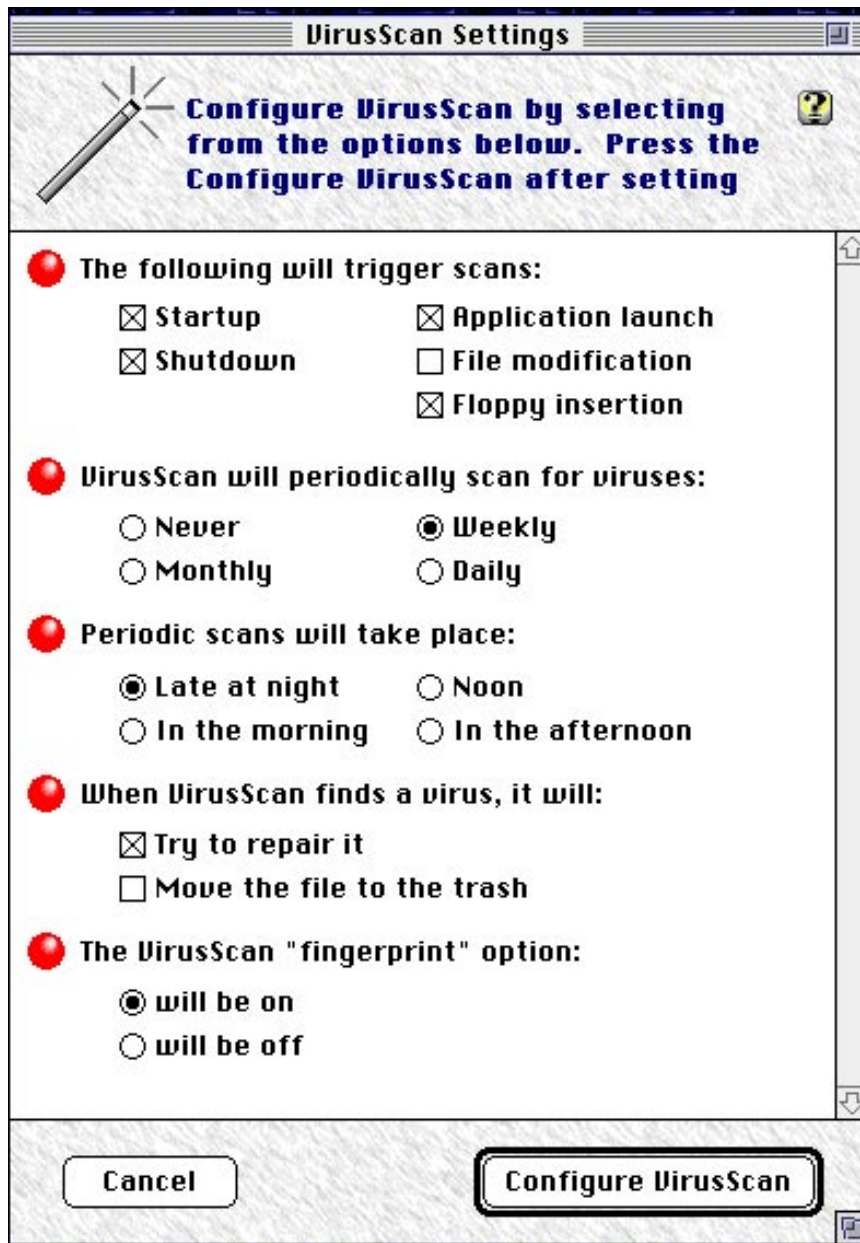 VirusScan Settings
Configure VirusScan by selecting
from the options below. Press the
Configure VirusScan after setting
The following will trigger scans:
Startup
Application launch
Shutdown
File modification
Floppy insertion
VirusScan will periodically scan for viruses:
Never
Weekly
Monthly
Daily
Periodic scans will take place:
Late at night
Noon
In the morning
In the afternoon
When VirusScan finds a virus, it will:
Try to repair it
Move the file to the trash
The VirusScan "fingerprint" option:
will be on
will be off
Cancel
Configure VirusScan